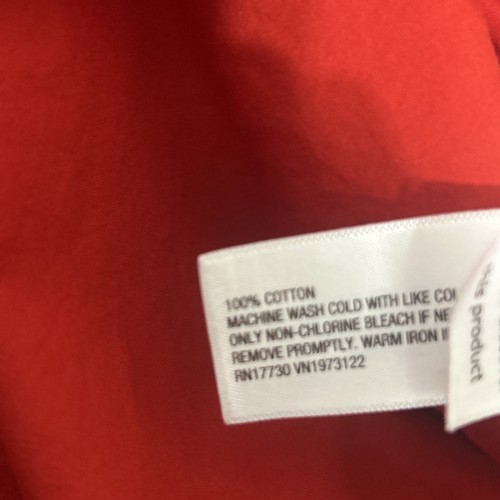 100% COTTON
MACHINE WASH COLD WITH LIKE
ONLY NON-CHLORINE BLEACH IF
REMOVE PROMPTLY. WARM IRON
RN17730 VN1973122
product